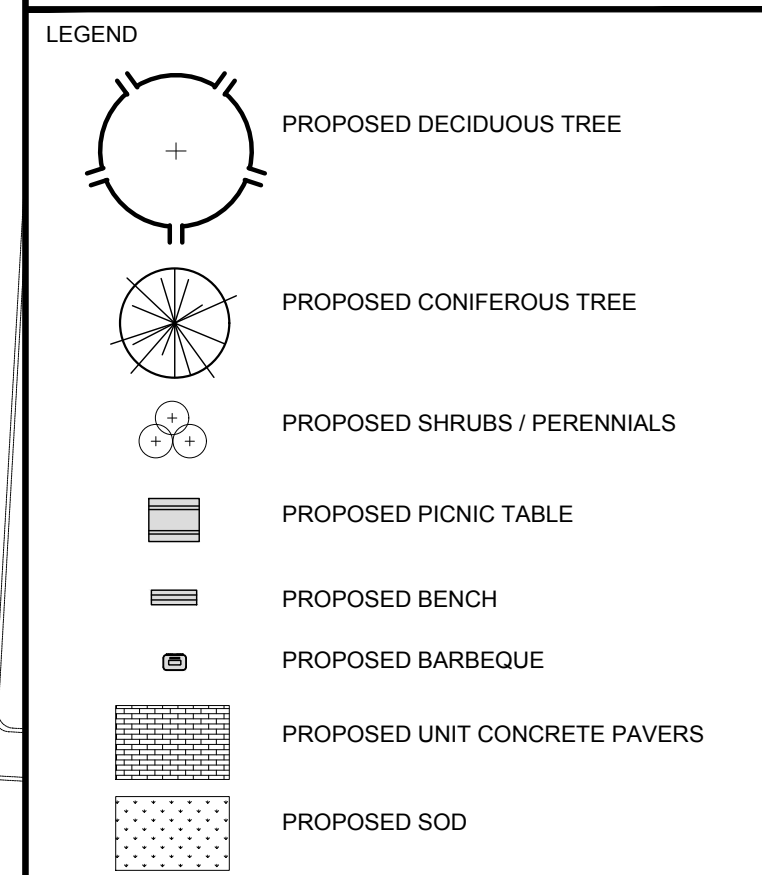 LEGEND
PROPOSED DECIDUOUS TREE
PROPOSED CONIFEROUS TREE
PROPOSED SHRUBS / PERENNIALS
PROPOSED PICNIC TABLE
PROPOSED BENCH
PROPOSED BARBEQUE
PROPOSED UNIT CONCRETE PAVERS
PROPOSED SOD